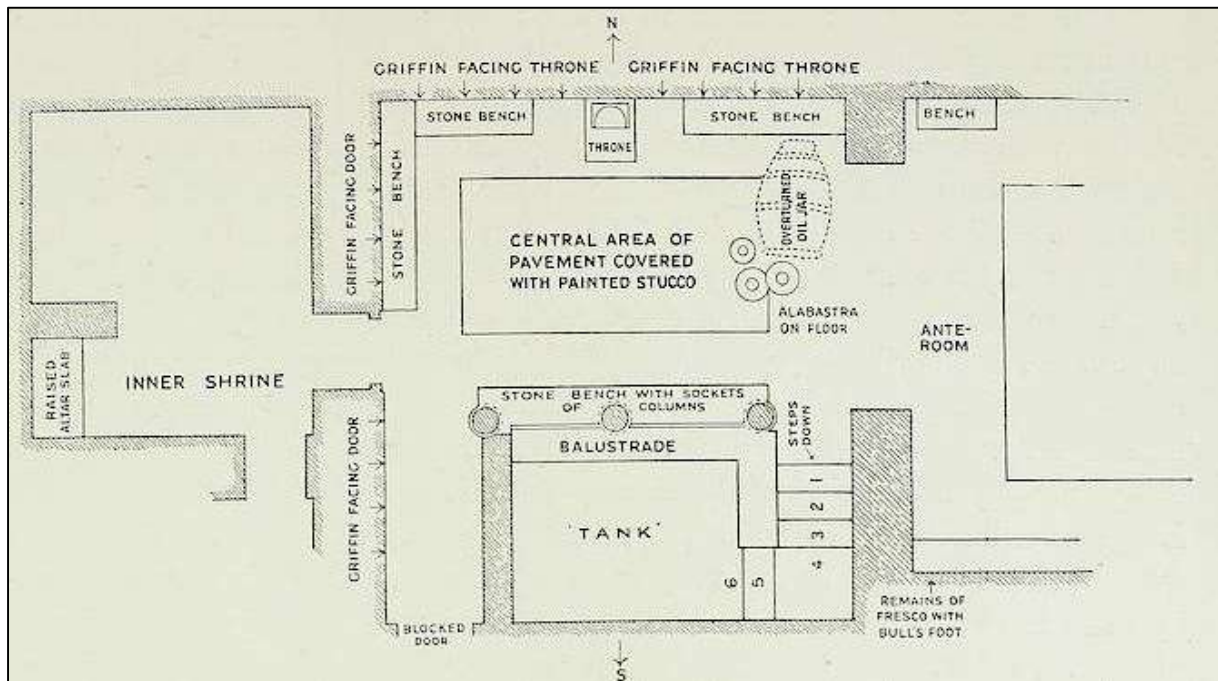 N
GRIFFIN FACING THRONE
GRIFFIN FACING THRONE
STONE BENCH
THRONE
STONE BENCH
BENCH
GRIFFIN FACING DOOR
STONE BENCH
OVERTURNED
OIL JAR
CENTRAL AREA OF
PAVEMENT COVERED
WITH PAINTED STUCCO
ALABASTRA
ON FLOOR
ANTE-
ROOM
RAISED
ALTAR SLAB
INNER SHRINE
STONE BENCH WITH SOCKETS
OF COLUMNS
BALUSTRADE
STEPS
DOWN
GRIFFIN FACING DOOR
1
2
3
4
5
6
'TANK'
BLOCKED
DOOR
REMAINS OF
FRESCO WITH
BULL'S FOOT
S